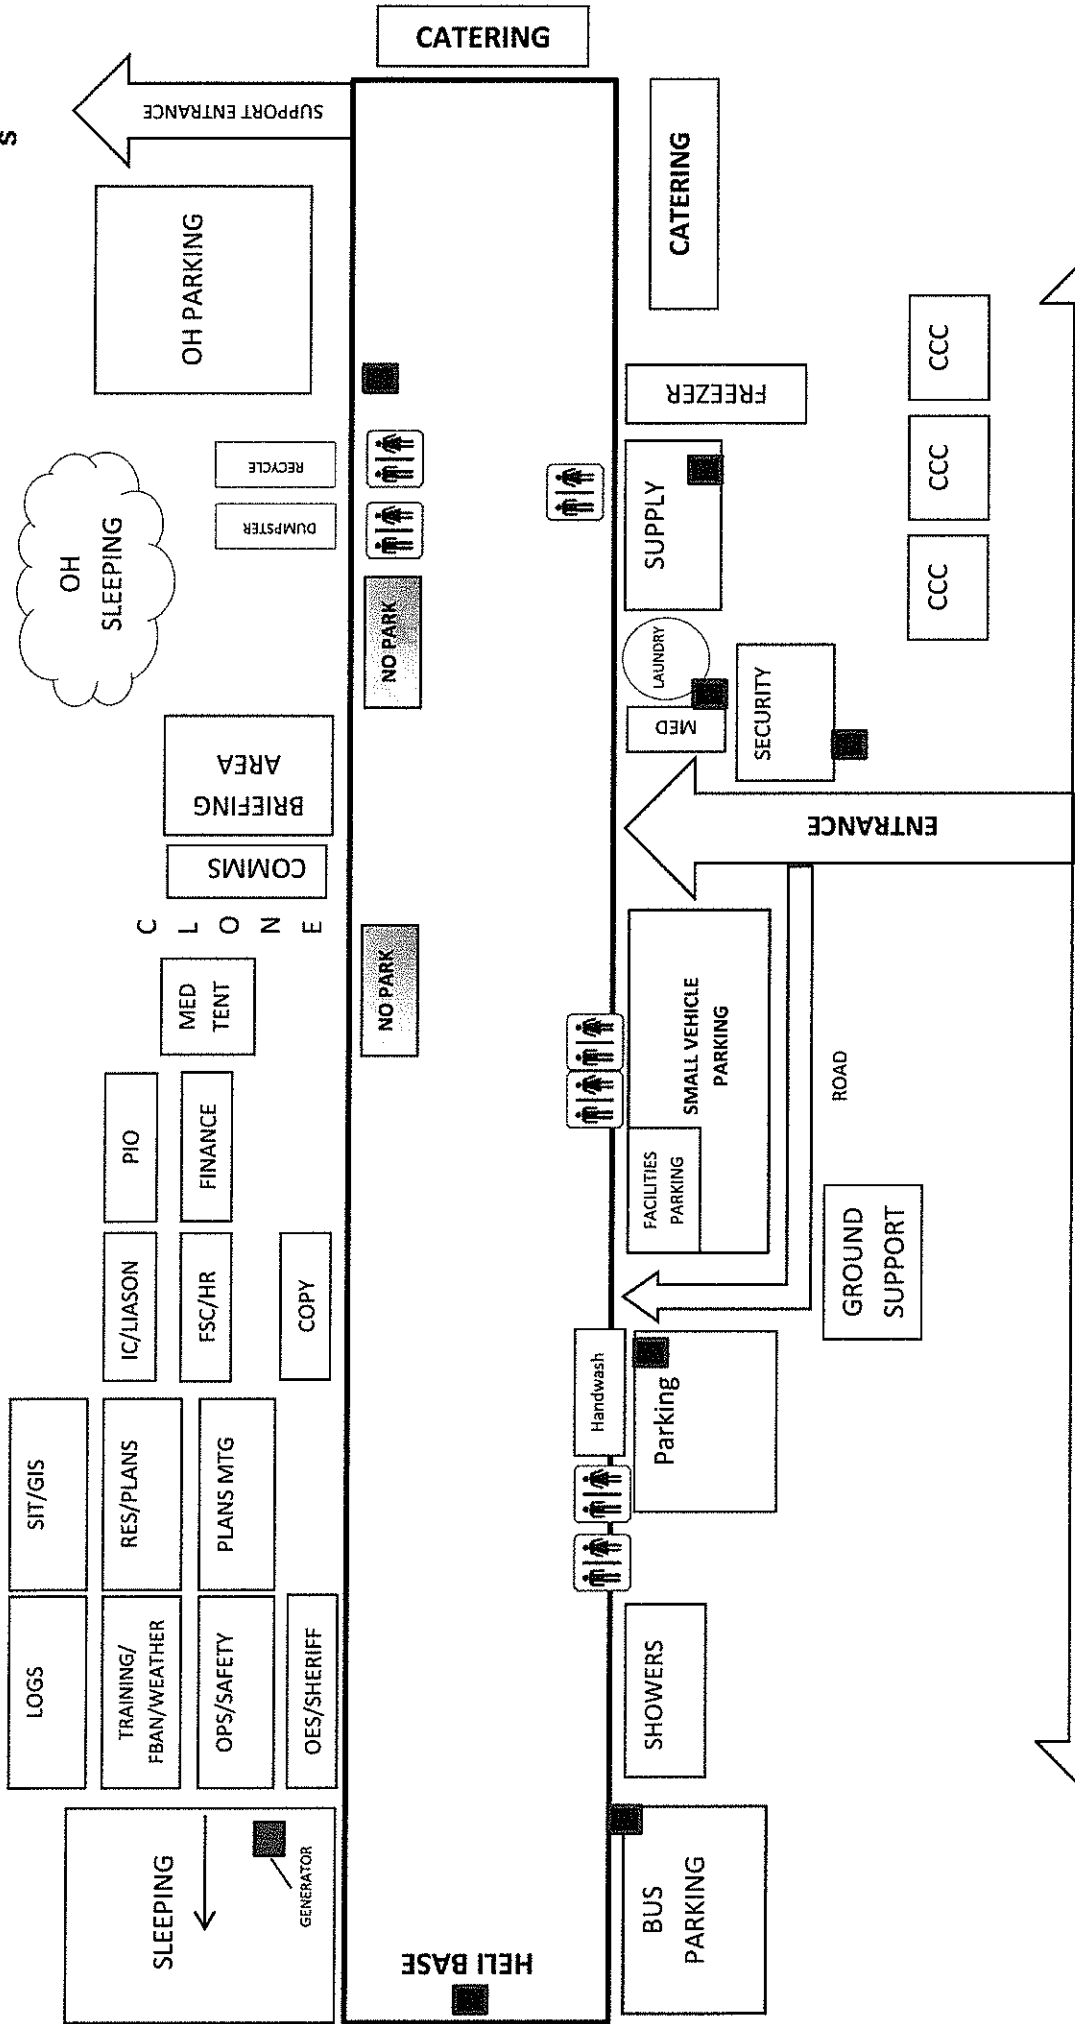 S
CATERING
SUPPORT ENTRANCE
OH PARKING
CATERING
RECYCLE
DUMPSTER
OH
SLEEPING
NO PARK
FREEZER
SUPPLY
LAUNDRY
MED
SECURITY
CCC
CCC
CCC
BRIEFING
AREA
COMMS
C
L
O
N
E
MED
TENT
NO PARK
ENTRANCE
SMALL VEHICLE
PARKING
FACILITIES
PARKING
ROAD
GROUND
SUPPORT
PIO
FINANCE
IC/LIASON
FSC/HR
COPY
Handwash
Parking
SIT/GIS
RES/PLANS
PLANS MTG
LOGS
TRAINING/
FBAN/WEATHER
OPS/SAFETY
OES/SHERIFF
SHOWERS
SLEEPING
GENERATOR
HELI BASE
BUS
PARKING